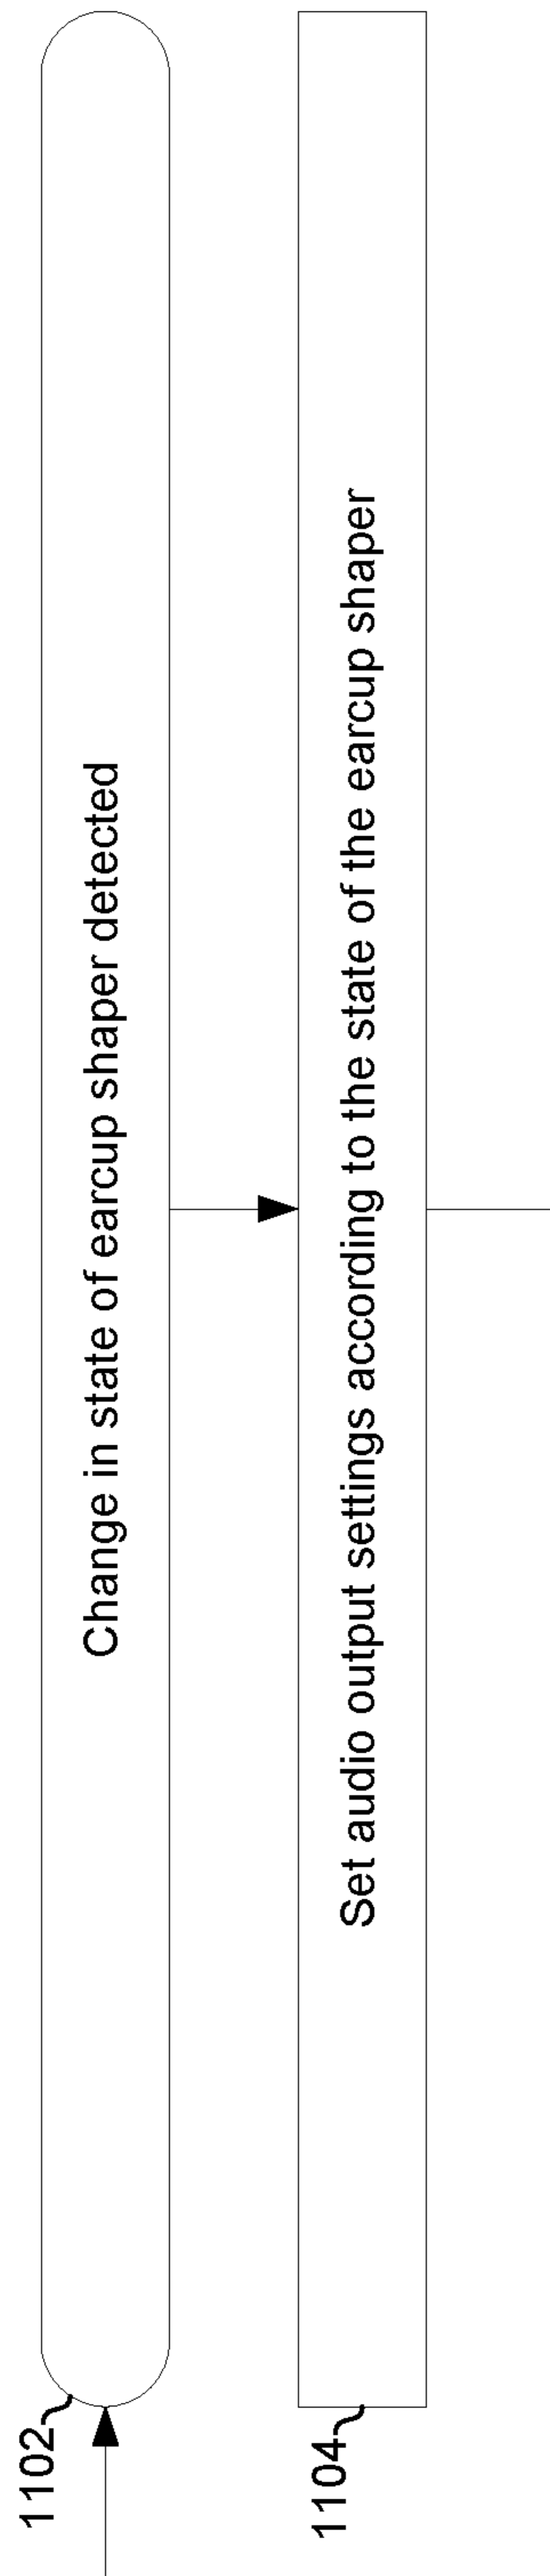 1102
Change in state of earcup shaper detected
1104
Set audio output settings according to the state of the earcup shaper